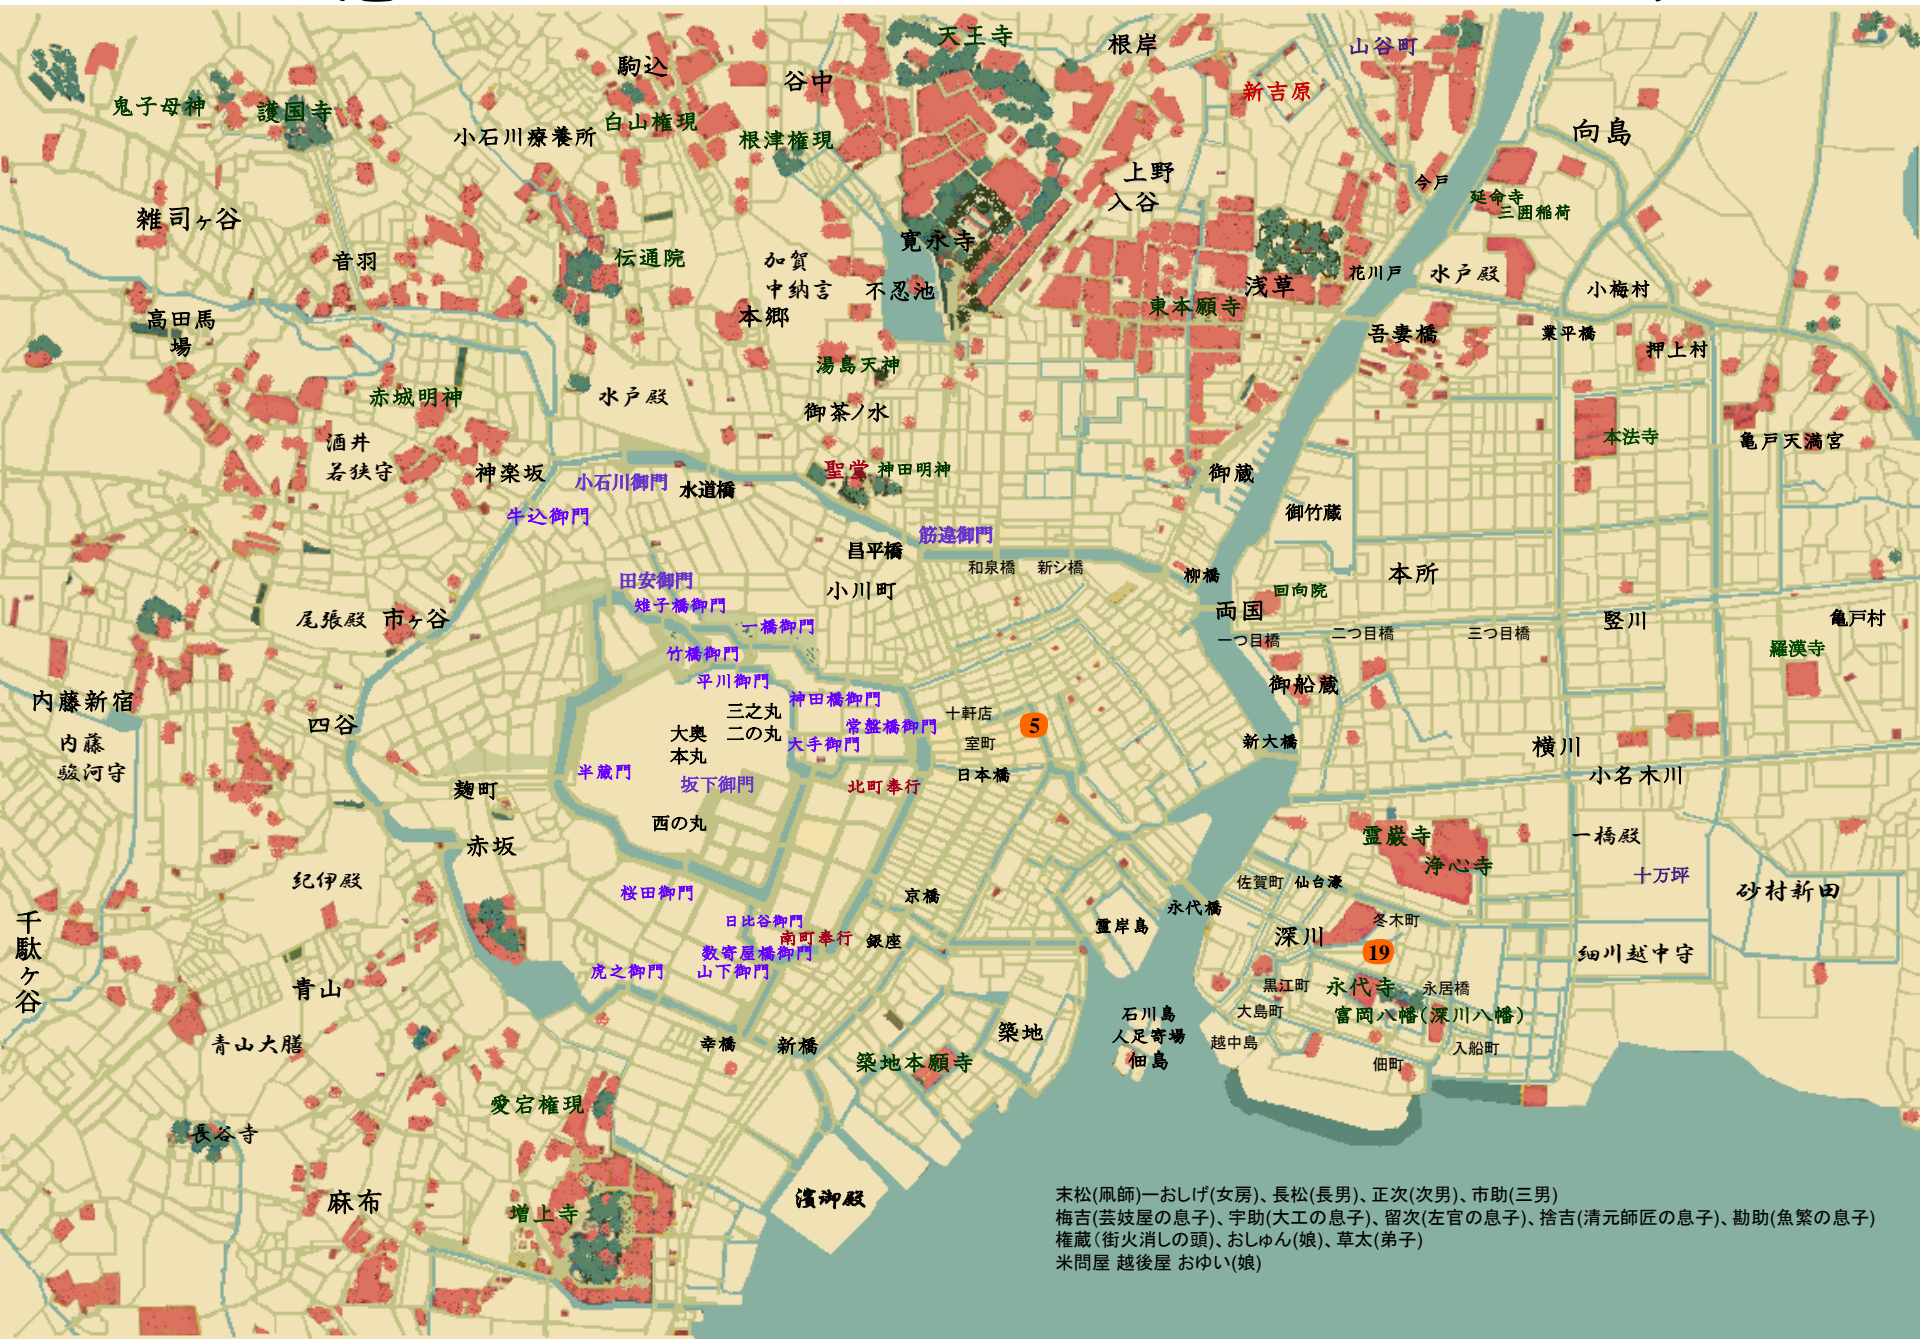 天王寺
根岸
山谷町
駒込
谷中
新吉原
鬼子母神
護国寺
白山権現
小石川療養所
根津権現
向島
上野
入谷
今戸
延命寺
三囲稲荷
雑司ヶ谷
音羽
伝通院
加賀
中納言
本郷
寛永寺
不忍池
浅草
東本願寺
花川戸
水戸殿
小梅村
高田馬
場
吾妻橋
業平橋
押上村
湯島天神
赤城明神
水戸殿
御茶ノ水
酒井
若狭守
神楽坂
本法寺
亀戸天満宮
小石川御門
水道橋
聖堂
神田明神
御蔵
牛込御門
御竹蔵
昌平橋
筋違御門
和泉橋
新シ橋
柳橋
本所
田安御門
雉子橋御門
小川町
回向院
両国
尾張殿
市ヶ谷
一橋御門
一つ目橋
二つ目橋
三つ目橋
竪川
亀戸村
竹橋御門
羅漢寺
平川御門
神田橋御門
御船蔵
内藤新宿
四谷
三之丸
二の丸
常盤橋御門
十軒店
5
大奥
本丸
大手御門
室町
新大橋
横川
内藤
駿河守
半蔵門
坂下御門
北町奉行
日本橋
小名木川
麹町
西の丸
赤坂
霊巌寺
浄心寺
一橋殿
紀伊殿
桜田御門
京橋
佐賀町
仙台濠
十万坪
砂村新田
千駄ヶ谷
日比谷御門
南町奉行
銀座
霊岸島
永代橋
深川
冬木町
19
細川越中守
数寄屋橋御門
虎之御門
山下御門
青山
黒江町
永代寺
永居橋
大島町
富岡八幡(深川八幡)
石川島
人足寄場
佃島
築地
越中島
入船町
佃町
青山大膳
幸橋
新橋
築地本願寺
愛宕権現
長谷寺
麻布
増上寺
濱御殿
末松(凧師)ーおしげ(女房)、長松(長男)、正次(次男)、市助(三男)
梅吉(芸妓屋の息子)、宇助(大工の息子)、留次(左官の息子)、捨吉(清元師匠の息子)、勘助(魚繁の息子)
権蔵(街火消しの頭)、おしゅん(娘)、草太(弟子)
米問屋 越後屋 おゆい(娘)